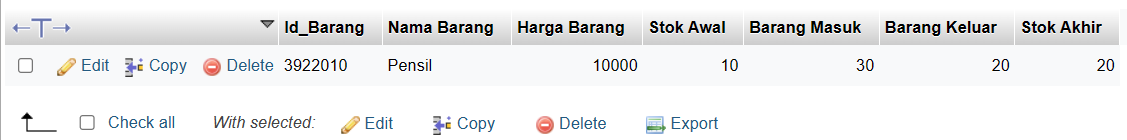 Id_Barang Nama Barang Harga Barang Stok Awal Barang Masuk Barang Keluar Stok Akhir
Edit Copy Delete 3922010 Pensil 10000 10 30 20 20
Check all With selected: Edit Copy Delete Export